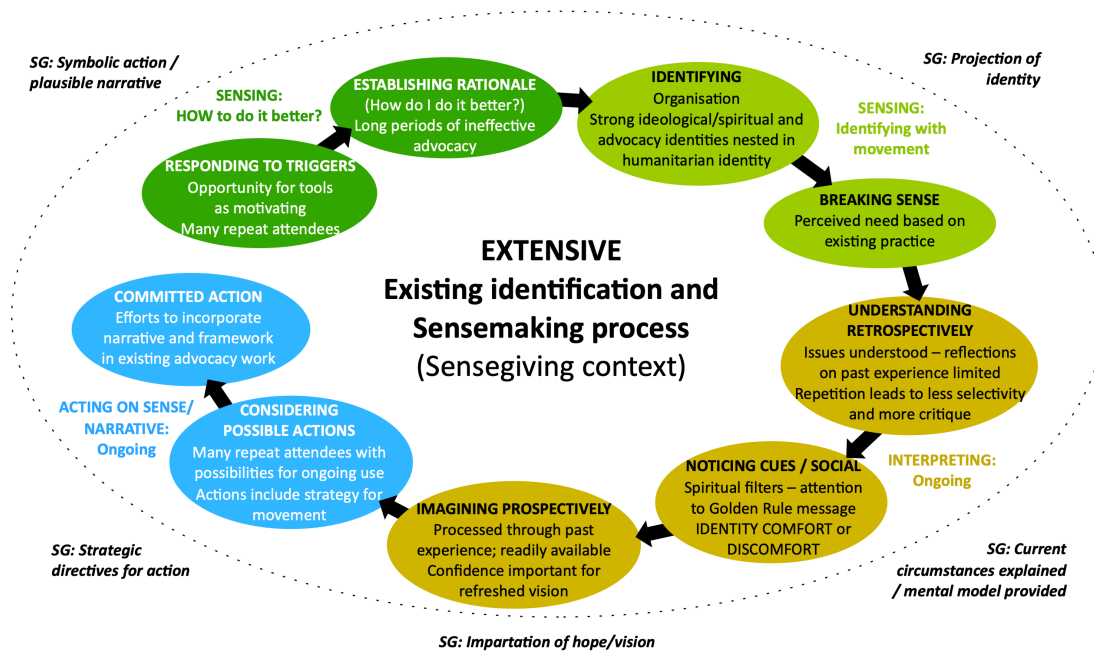 SG: Symbolic action /
plausible narrative
SG: Projection of
identity
SENSING:
HOW to do it better?
ESTABLISHING RATIONALE
(How do I do it better?)
Long periods of ineffective
advocacy
IDENTIFYING
Organisation
Strong ideological/spiritual and
advocacy identities nested in
humanitarian identity
SENSING:
Identifying with
movement
RESPONDING TO TRIGGERS
Opportunity for tools
as motivating
Many repeat attendees
BREAKING SENSE
Perceived need based on
existing practice
EXTENSIVE
Existing identification and
Sensemaking process
(Sensegiving context)
UNDERSTANDING
RETROSPECTIVELY
Issues understood – reflections
on past experience limited
Repetition leads to less selectivity
and more critique
COMMITTED ACTION
Efforts to incorporate
narrative and framework
in existing advocacy work
ACTING ON SENSE/
NARRATIVE:
Ongoing
CONSIDERING
POSSIBLE ACTIONS
Many repeat attendees with
possibilities for ongoing use
Actions include strategy for
movement
NOTICING CUES / SOCIAL
Spiritual filters – attention
to Golden Rule message
IDENTITY COMFORT or
DISCOMFORT
INTERPRETING:
Ongoing
IMAGINING PROSPECTIVELY
Processed through past
experience; readily available
Confidence important for
refreshed vision
SG: Strategic
directives for action
SG: Current
circumstances explained
/ mental model provided
SG: Impartation of hope/vision